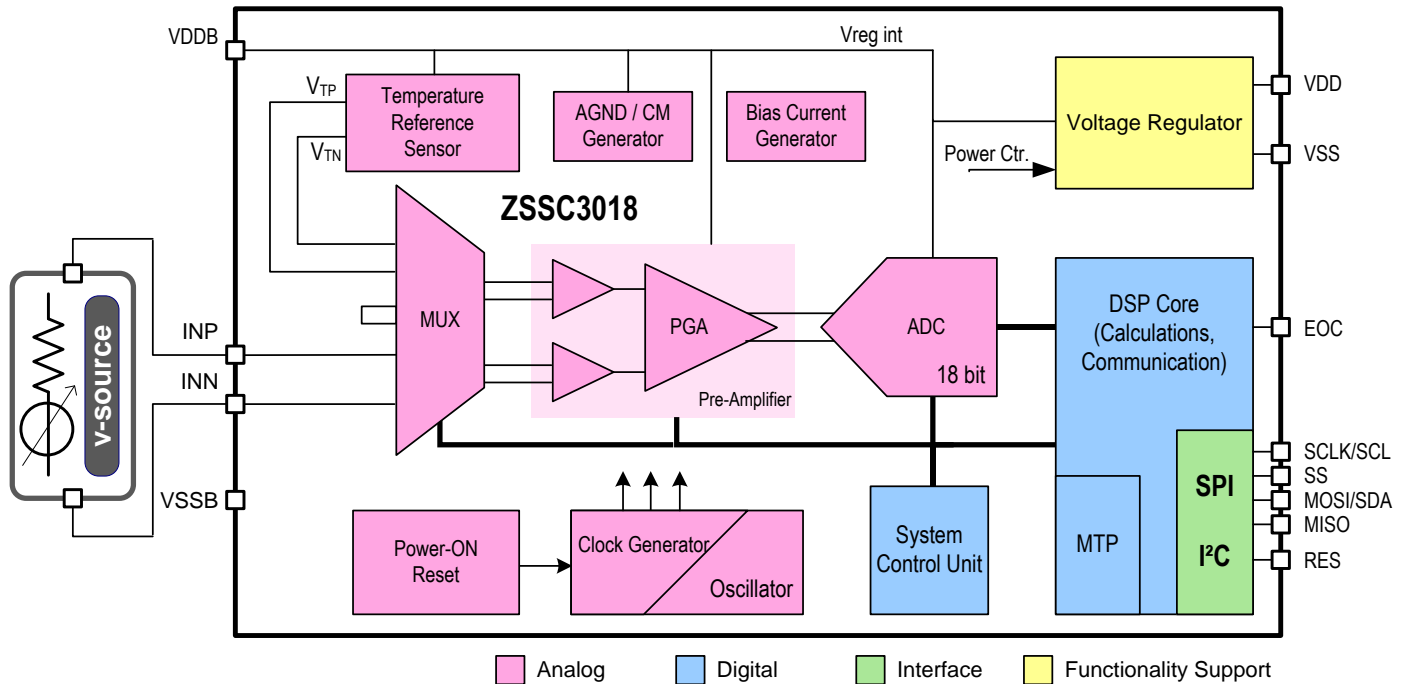 VDDB
Vreg int
V_TP
Temperature
Reference
Sensor
AGND / CM
Generator
Bias Current
Generator
Voltage Regulator
VDD
VSS
V_TN
Power Ctr.
ZSSC3018
v-source
INP
INN
VSSB
MUX
PGA
Pre-Amplifier
ADC
18 bit
DSP Core
(Calculations,
Communication)
EOC
SCLK/SCL
SS
MOSI/SDA
MISO
RES
SPI
I²C
MTP
Power-ON
Reset
Clock Generator
Oscillator
System
Control Unit
Analog
Digital
Interface
Functionality Support